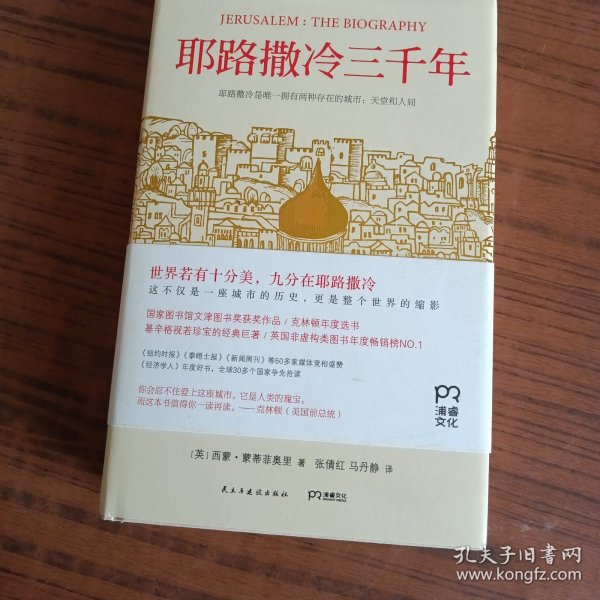 JERUSALEM : THE BIOGRAPHY
耶路撒冷三千年
耶路撒冷是唯一拥有两种存在的城市：天堂和人间
世界若有十分美，九分在耶路撒冷
这不仅是一座城市的历史，更是整个世界的缩影
国家图书馆文津图书奖获奖作品 / 克林顿年度选书
基辛格视若珍宝的经典巨著 / 英国非虚构类图书年度畅销榜NO.1
《纽约时报》《泰晤士报》《新闻周刊》等50多家媒体竞相盛赞
《经济学人》年度好书，全球30多个国家争先抢读
你会忍不住爱上这座城市，它是人类的瑰宝。
而这本书值得你一读再读。——克林顿（美国前总统）
浦睿
文化
〔英〕西蒙·蒙蒂菲奥里 著 张倩红 马丹静 译
民主与建设出版社
浦睿文化
孔夫子旧书网
www.kongfz.com